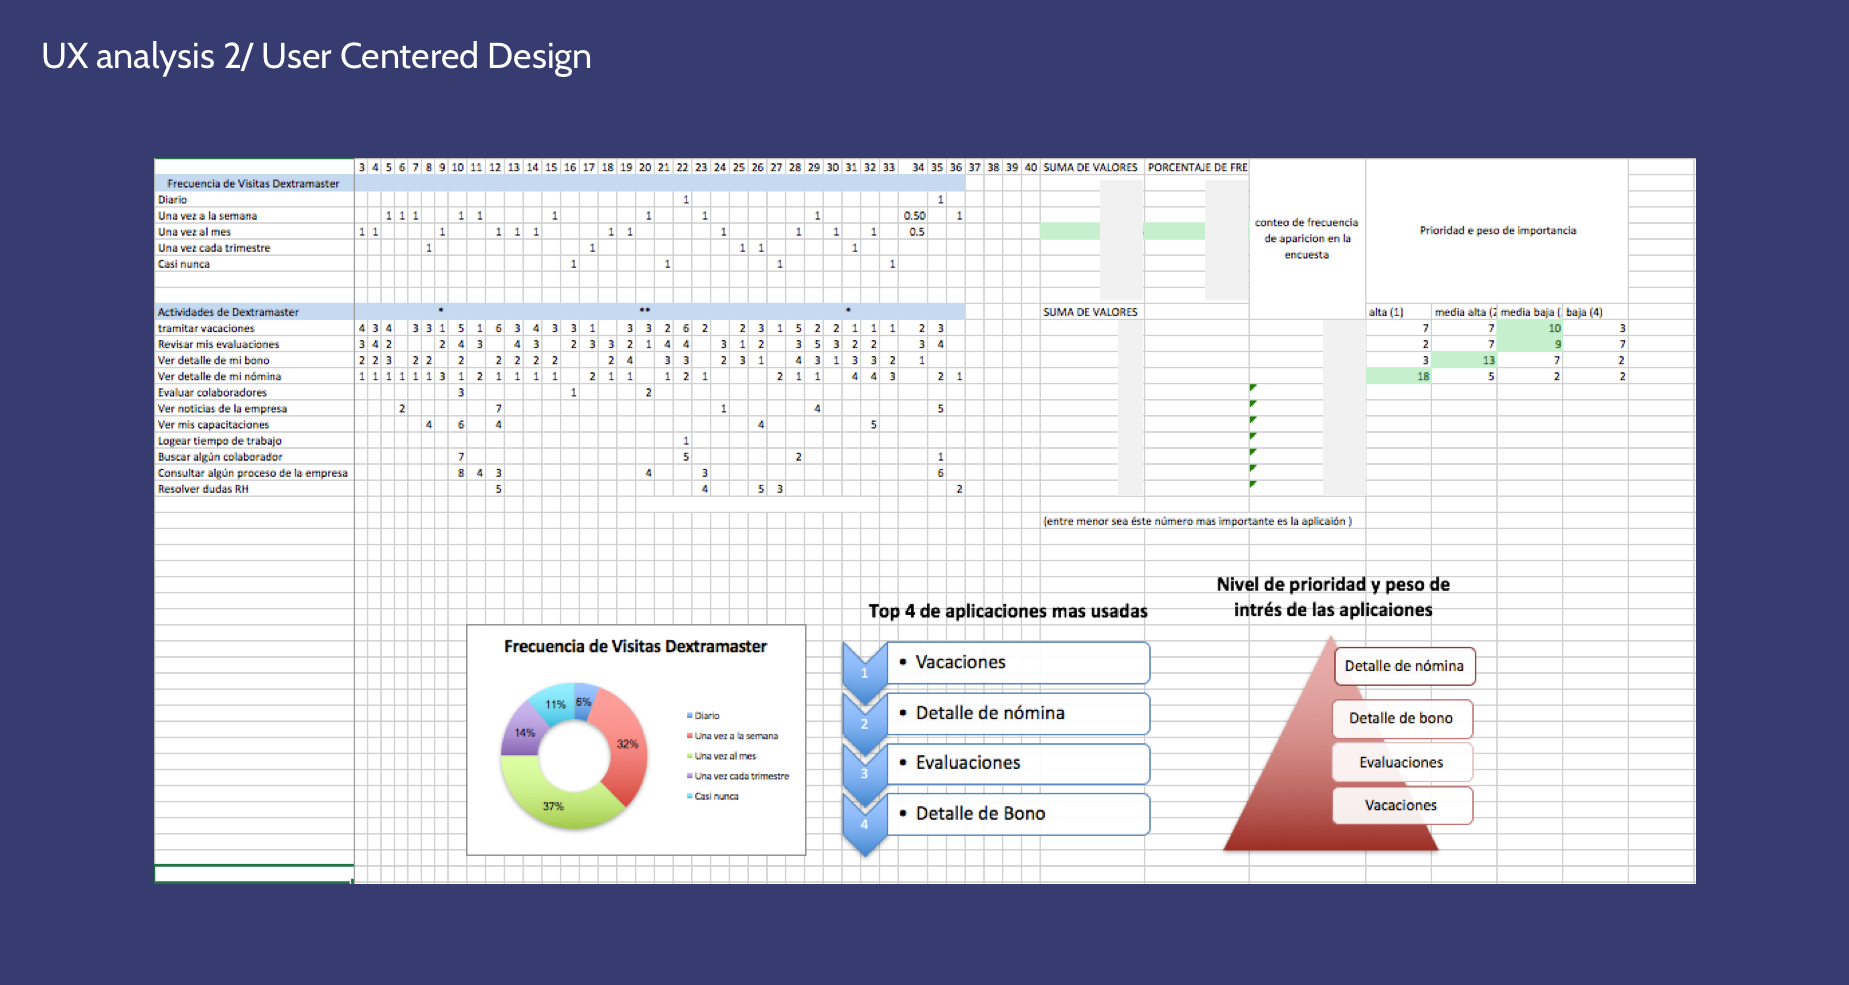 UX analysis 2/ User Centered Design
3 4 5 6 7 8 9 10 11 12 13 14 15 16 17 18 19 20 21 22 23 24 25 26 27 28 29 30 31 32 33 34 35 36 37 38 39 40 SUMA DE VALORES PORCENTAJE DE FRE
Frecuencia de Visitas Dextramaster
Diario 1 1
Una vez a la semana 1 1 1 1 1 1 1 1 1 0.50 1
Una vez al mes 1 1 1 1 1 1 1 1 1 1 1 1 0.5
Una vez cada trimestre 1 1 1 1 1
Casi nunca 1 1 1 1
conteo de frecuencia
de aparicion en la
encuesta
Prioridad e peso de importancia
Actividades de Dextramaster * ** * SUMA DE VALORES alta (1) media alta (2 media baja (. baja (4)
tramitar vacaciones 4 3 4 3 3 1 5 1 6 3 4 3 3 1 3 3 2 6 2 2 3 1 5 2 2 1 1 1 2 3 7 7 10 3
Revisar mis evaluaciones 3 4 2 2 4 3 4 3 2 3 3 2 1 4 4 3 1 2 3 5 3 2 2 3 4 2 7 9 7
Ver detalle de mi bono 2 2 3 2 2 2 2 2 2 2 2 4 3 3 2 3 1 4 3 1 3 3 2 1 3 13 7 2
Ver detalle de mi nómina 1 1 1 1 1 1 3 1 2 1 1 1 1 2 1 1 1 2 1 2 1 1 4 4 3 2 1 18 5 2 2
Evaluar colaboradores 3 1 2
Ver noticias de la empresa 2 7 1 4 5
Ver mis capacitaciones 4 6 4 4 5
Logear tiempo de trabajo 1
Buscar algún colaborador 7 5 2 1
Consultar algún proceso de la empresa 8 4 3 4 3 6
Resolver dudas RH 5 4 5 3 2
(entre menor sea éste número mas importante es la aplicaión )
Frecuencia de Visitas Dextramaster
6%
32%
37%
14%
11%
Diario
Una vez a la semana
Una vez al mes
Una vez cada trimestre
Casi nunca
Top 4 de aplicaciones mas usadas
1 • Vacaciones
2 • Detalle de nómina
3 • Evaluaciones
4 • Detalle de Bono
Nivel de prioridad y peso de
intrés de las aplicaiones
Detalle de nómina
Detalle de bono
Evaluaciones
Vacaciones